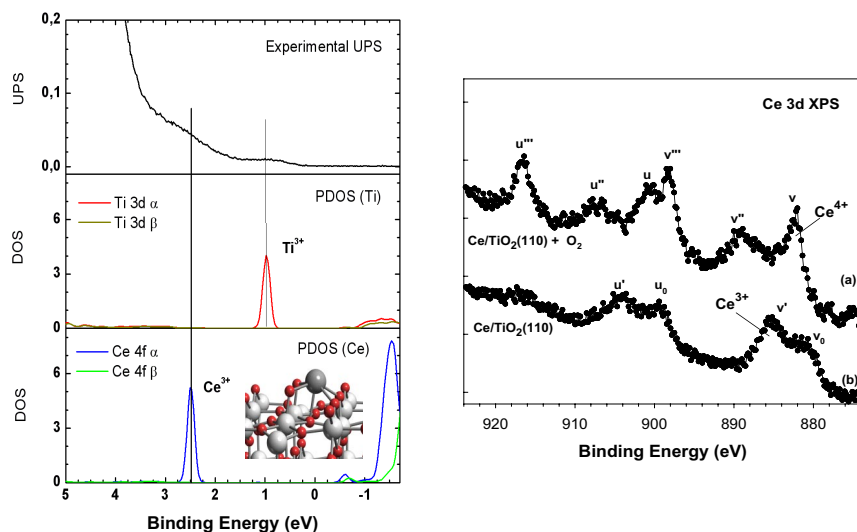 0,2
0,1
0,0
UPS
Experimental UPS
6
3
0
DOS
PDOS (Ti)
Ti 3d α
Ti 3d β
Ti³⁺
6
3
0
DOS
PDOS (Ce)
Ce 4f α
Ce 4f β
Ce³⁺
5 4 3 2 1 0 -1
Binding Energy (eV)
Ce 3d XPS
u''' u'' u v''' v'' v
Ce⁴⁺
Ce/TiO₂(110) + O₂
(a)
u' u₀ Ce³⁺ v' v₀
Ce/TiO₂(110)
(b)
920 910 900 890 880
Binding Energy (eV)